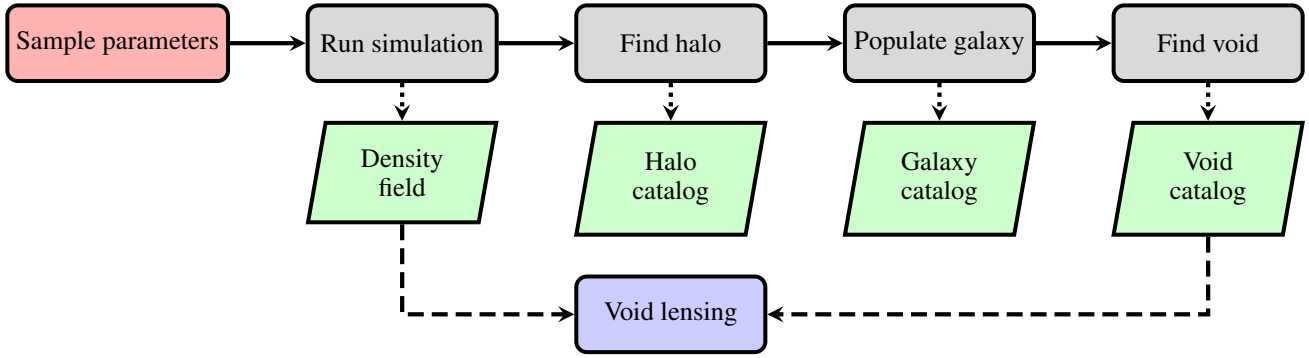 Sample parameters
Run simulation
Find halo
Populate galaxy
Find void
Density
field
Halo
catalog
Galaxy
catalog
Void
catalog
Void lensing